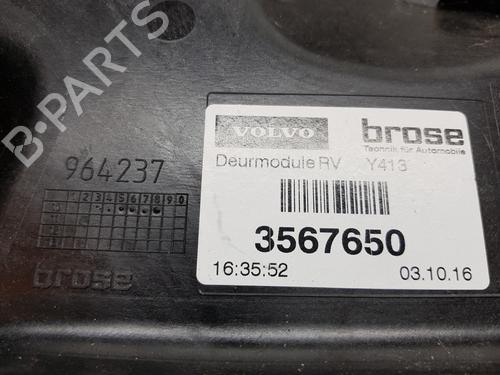 B-PARTS
964237
1 2 3 4 5 6 7 8 9 0
brose
VOLVO
brose
Technik für Automobile
Deurmodule RV Y413
3567650
16:35:52 03.10.16